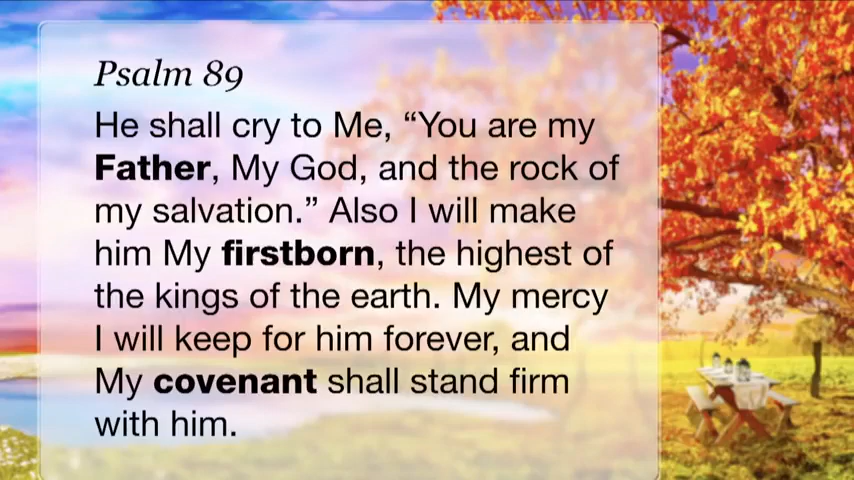 Psalm 89
He shall cry to Me, “You are my
Father, My God, and the rock of
my salvation.” Also I will make
him My firstborn, the highest of
the kings of the earth. My mercy
I will keep for him forever, and
My covenant shall stand firm
with him.